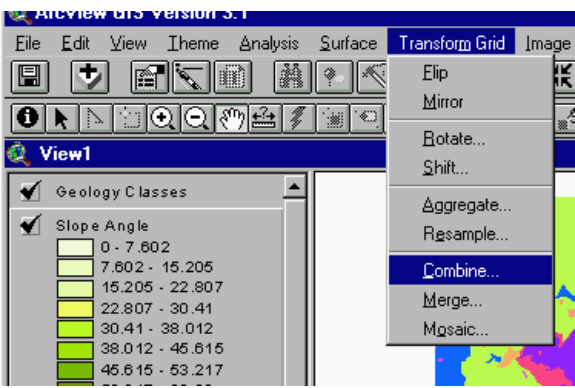 ArcView GIS Version 3.1
File Edit View Theme Analysis Surface Transform Grid Image
Flip
Mirror
Rotate...
Shift...
Aggregate...
Resample...
Combine...
Merge...
Mosaic...
View1
Geology Classes
Slope Angle
0 - 7.602
7.602 - 15.205
15.205 - 22.807
22.807 - 30.41
30.41 - 38.012
38.012 - 45.615
45.615 - 53.217